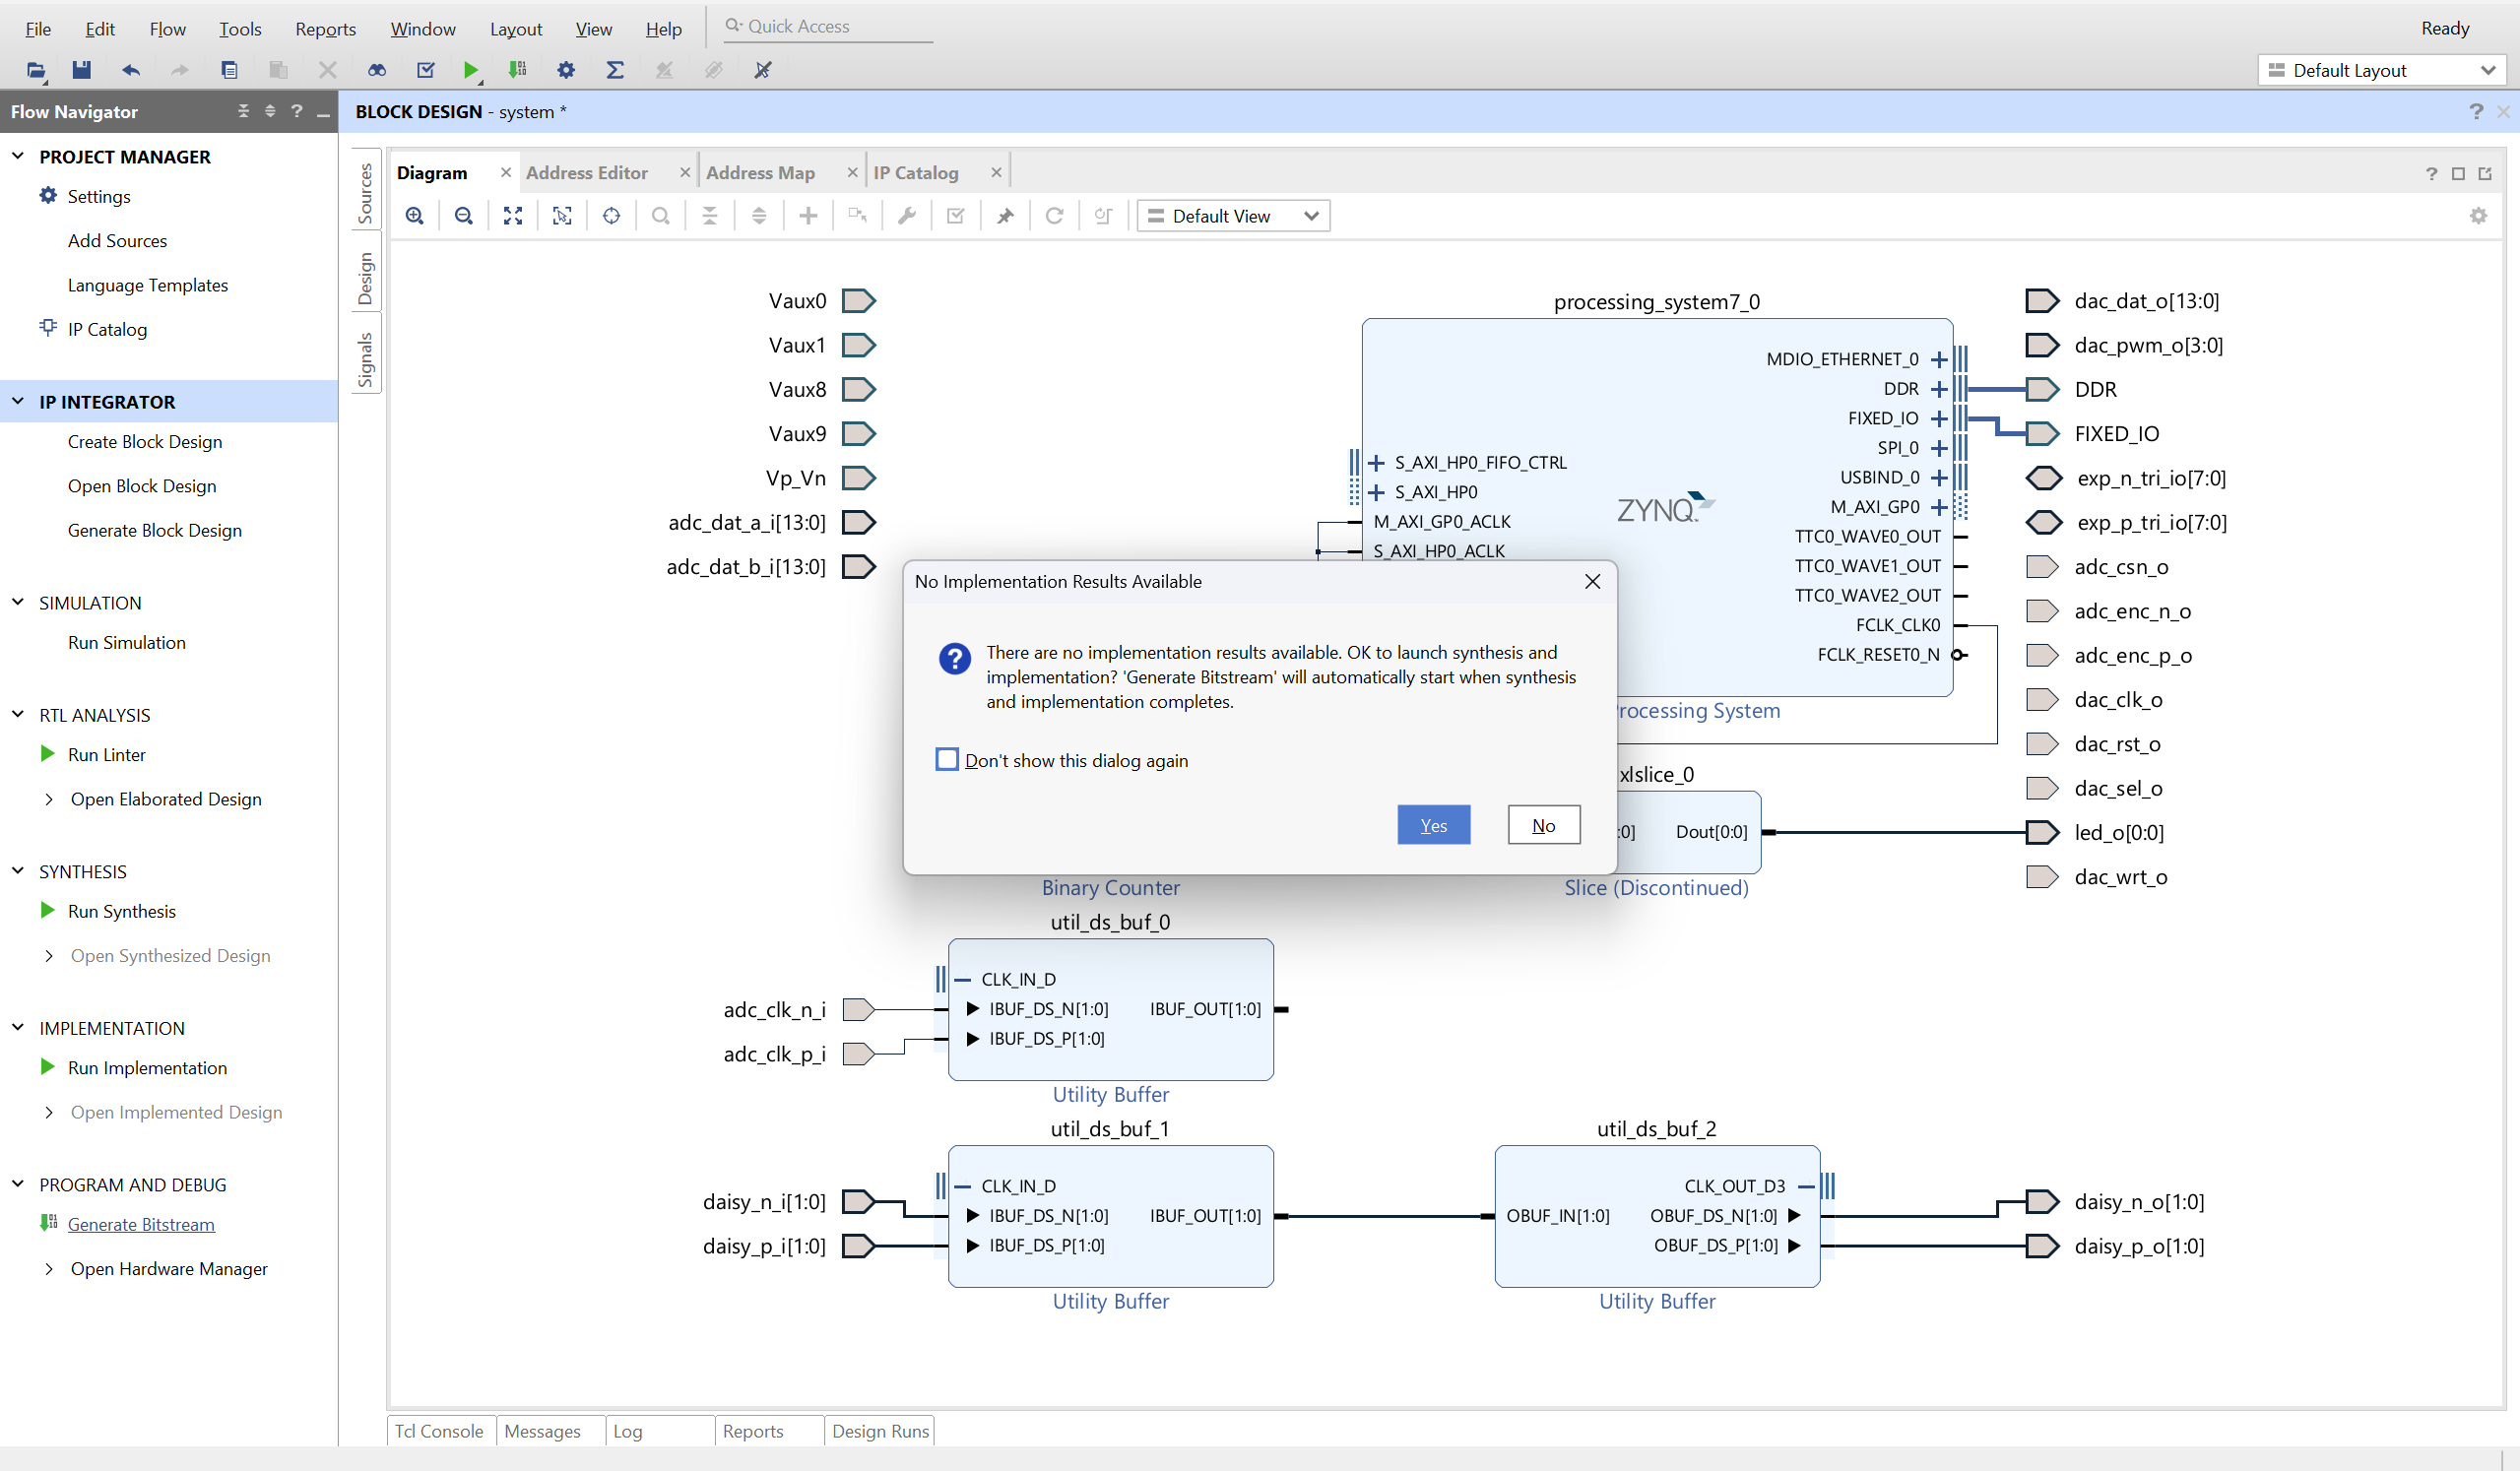 File Edit Flow Tools Reports Window Layout View Help Quick Access Ready
Default Layout
Flow Navigator
BLOCK DESIGN - system *
PROJECT MANAGER
Settings
Add Sources
Language Templates
IP Catalog
IP INTEGRATOR
Create Block Design
Open Block Design
Generate Block Design
SIMULATION
Run Simulation
RTL ANALYSIS
Run Linter
Open Elaborated Design
SYNTHESIS
Run Synthesis
Open Synthesized Design
IMPLEMENTATION
Run Implementation
Open Implemented Design
PROGRAM AND DEBUG
Generate Bitstream
Open Hardware Manager
Sources
Design
Signals
Diagram Address Editor Address Map IP Catalog
Default View
Vaux0
Vaux1
Vaux8
Vaux9
Vp_Vn
adc_dat_a_i[13:0]
adc_dat_b_i[13:0]
processing_system7_0
MDIO_ETHERNET_0
DDR
FIXED_IO
SPI_0
USBIND_0
M_AXI_GP0
TTC0_WAVE0_OUT
TTC0_WAVE1_OUT
TTC0_WAVE2_OUT
FCLK_CLK0
FCLK_RESET0_N
S_AXI_HP0_FIFO_CTRL
S_AXI_HP0
M_AXI_GP0_ACLK
S_AXI_HP0_ACLK
ZYNQ
rocessing System
dac_dat_o[13:0]
dac_pwm_o[3:0]
DDR
FIXED_IO
exp_n_tri_io[7:0]
exp_p_tri_io[7:0]
adc_csn_o
adc_enc_n_o
adc_enc_p_o
dac_clk_o
dac_rst_o
dac_sel_o
led_o[0:0]
dac_wrt_o
No Implementation Results Available
There are no implementation results available. OK to launch synthesis and
implementation? 'Generate Bitstream' will automatically start when synthesis
and implementation completes.
Don't show this dialog again
Yes No
xlslice_0
:0] Dout[0:0]
Binary Counter
Slice (Discontinued)
util_ds_buf_0
CLK_IN_D
adc_clk_n_i IBUF_DS_N[1:0] IBUF_OUT[1:0]
adc_clk_p_i IBUF_DS_P[1:0]
Utility Buffer
util_ds_buf_1
CLK_IN_D
daisy_n_i[1:0] IBUF_DS_N[1:0] IBUF_OUT[1:0]
daisy_p_i[1:0] IBUF_DS_P[1:0]
Utility Buffer
util_ds_buf_2
CLK_OUT_D3
OBUF_IN[1:0] OBUF_DS_N[1:0] daisy_n_o[1:0]
OBUF_DS_P[1:0] daisy_p_o[1:0]
Utility Buffer
Tcl Console Messages Log Reports Design Runs